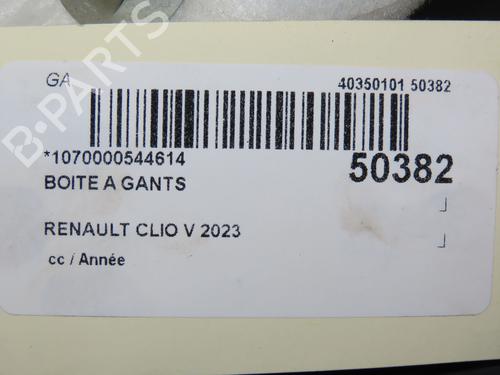 GA
40350101 50382
*1070000544614
50382
BOITE A GANTS
RENAULT CLIO V 2023
cc / Année
B-PARTS